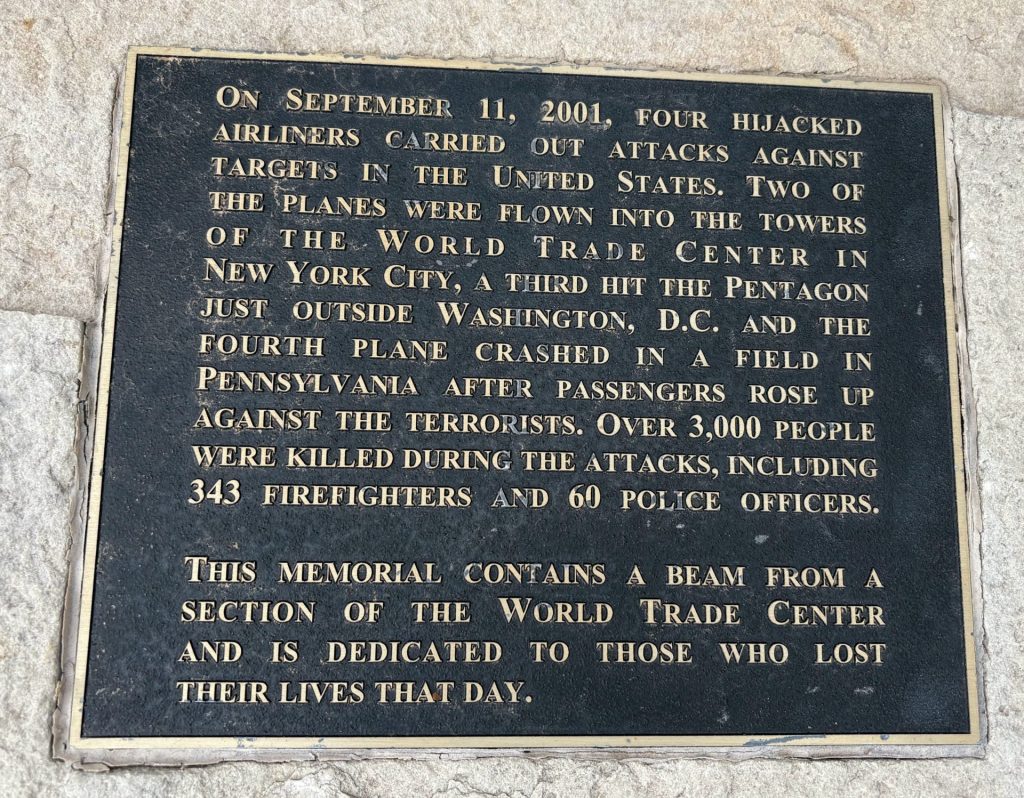 On September 11, 2001, four hijacked
airliners carried out attacks against
targets in the United States. Two of
the planes were flown into the towers
of the World Trade Center in
New York City, a third hit the Pentagon
just outside Washington, D.C. and the
fourth plane crashed in a field in
Pennsylvania after passengers rose up
against the terrorists. Over 3,000 people
were killed during the attacks, including
343 firefighters and 60 police officers.
This memorial contains a beam from a
section of the World Trade Center
and is dedicated to those who lost
their lives that day.